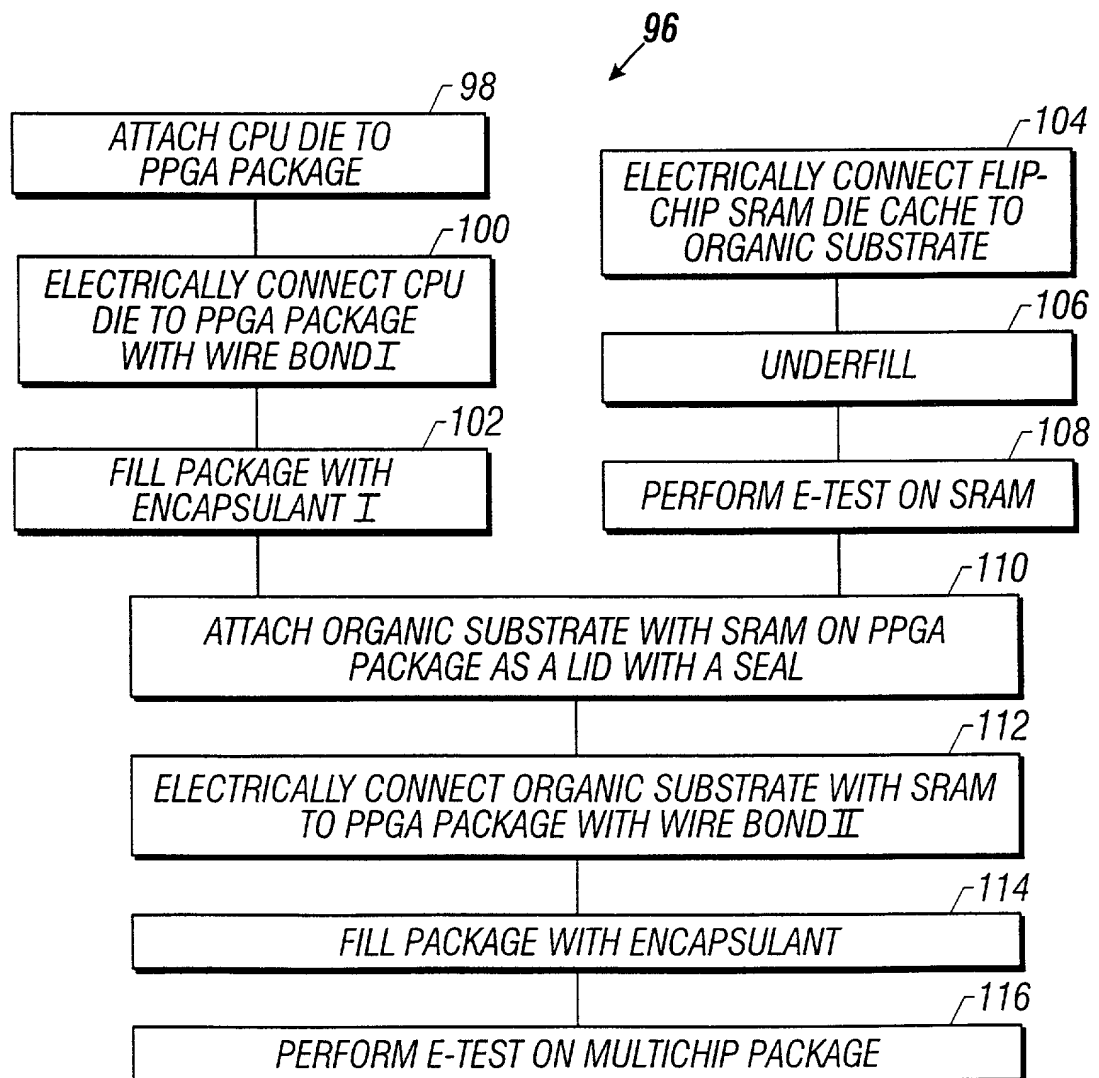 96
98
ATTACH CPU DIE TO
PPGA PACKAGE
100
ELECTRICALLY CONNECT CPU
DIE TO PPGA PACKAGE
WITH WIRE BOND I
102
FILL PACKAGE WITH
ENCAPSULANT I
104
ELECTRICALLY CONNECT FLIP-
CHIP SRAM DIE CACHE TO
ORGANIC SUBSTRATE
106
UNDERFILL
108
PERFORM E-TEST ON SRAM
110
ATTACH ORGANIC SUBSTRATE WITH SRAM ON PPGA
PACKAGE AS A LID WITH A SEAL
112
ELECTRICALLY CONNECT ORGANIC SUBSTRATE WITH SRAM
TO PPGA PACKAGE WITH WIRE BOND II
114
FILL PACKAGE WITH ENCAPSULANT
116
PERFORM E-TEST ON MULTICHIP PACKAGE